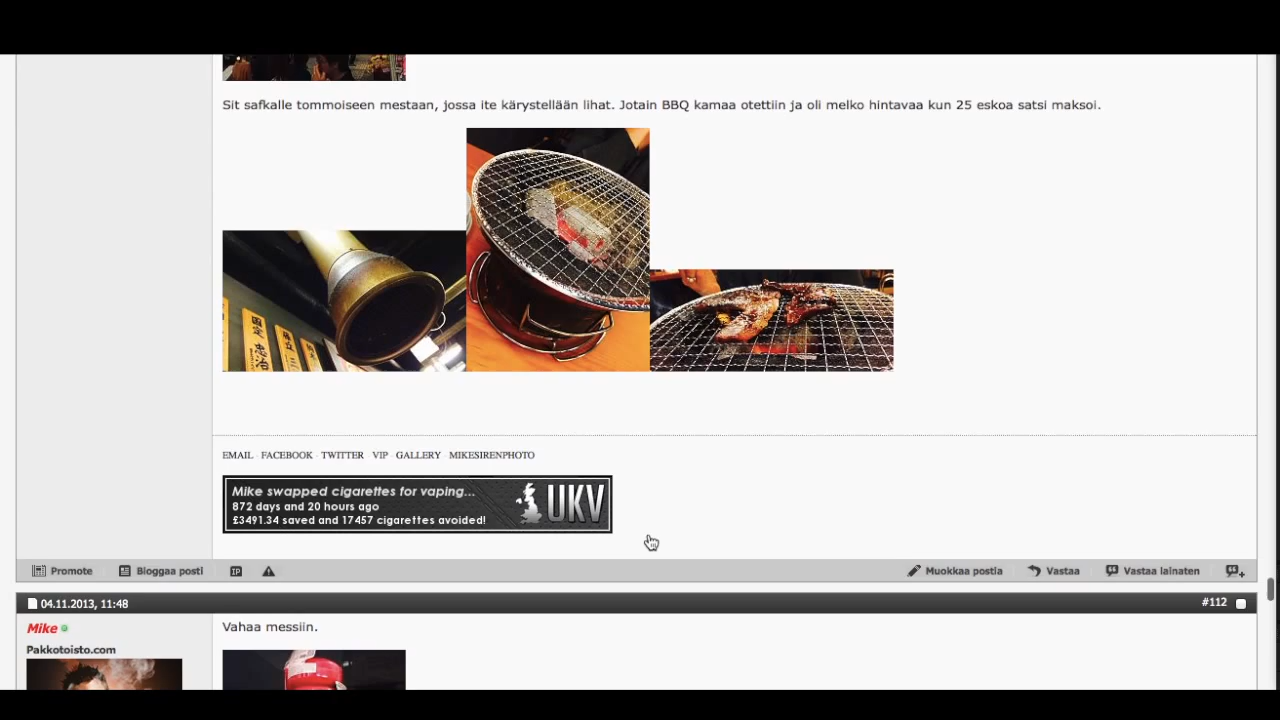 Sit safkalle tommoiseen mestaan, jossa ite kärystellään lihat. Jotain BBQ kamaa otettiin ja oli melko hintavaa kun 25 eskoa satsi maksoi.
EMAIL · FACEBOOK · TWITTER · VIP · GALLERY · MIKESIRENPHOTO
Mike swapped cigarettes for vaping...
872 days and 20 hours ago
£3491.34 saved and 17457 cigarettes avoided!
UKV
Promote Bloggaa posti IP Muokkaa postia Vastaa Vastaa lainaten
04.11.2013, 11:48 #112
Mike
Vahaa messiin.
Pakkotoisto.com